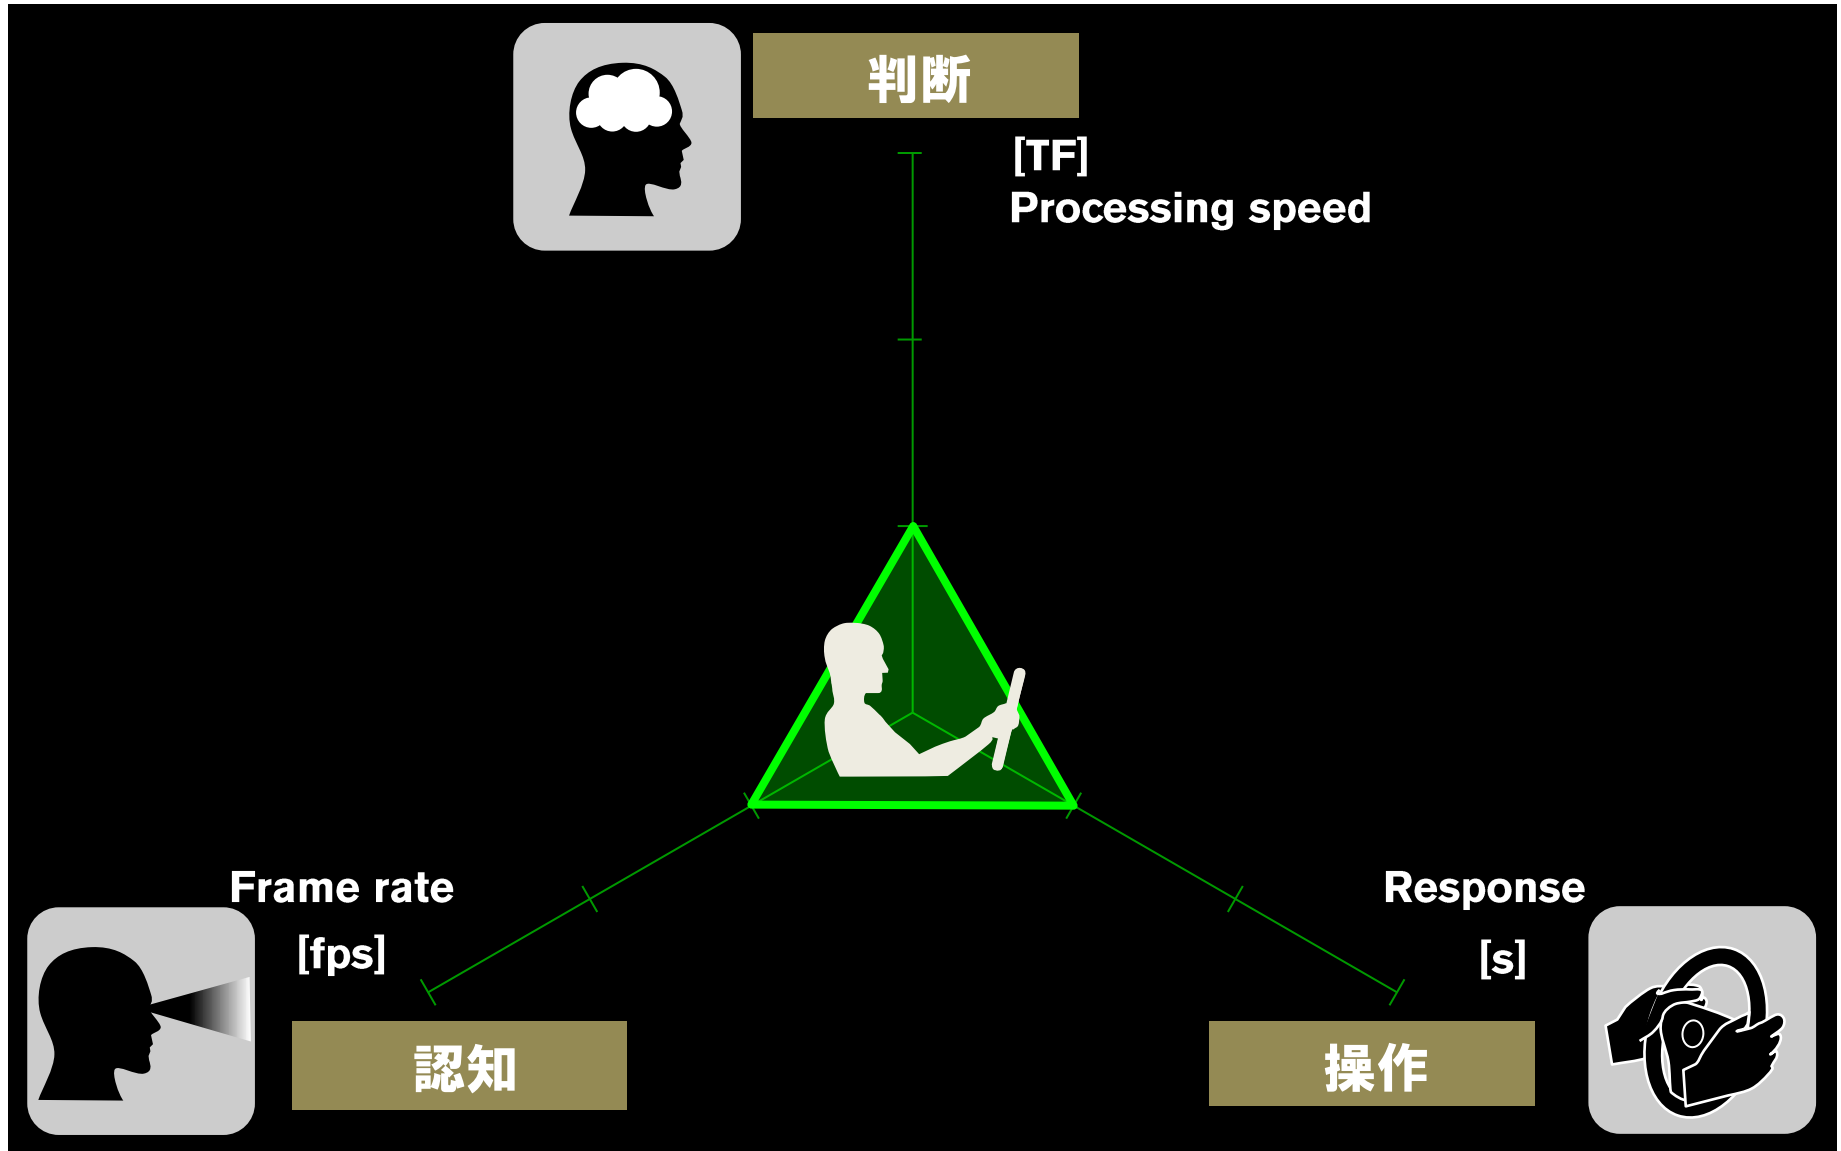 判断
[TF]
Processing speed
Frame rate
[fps]
認知
Response
[s]
操作